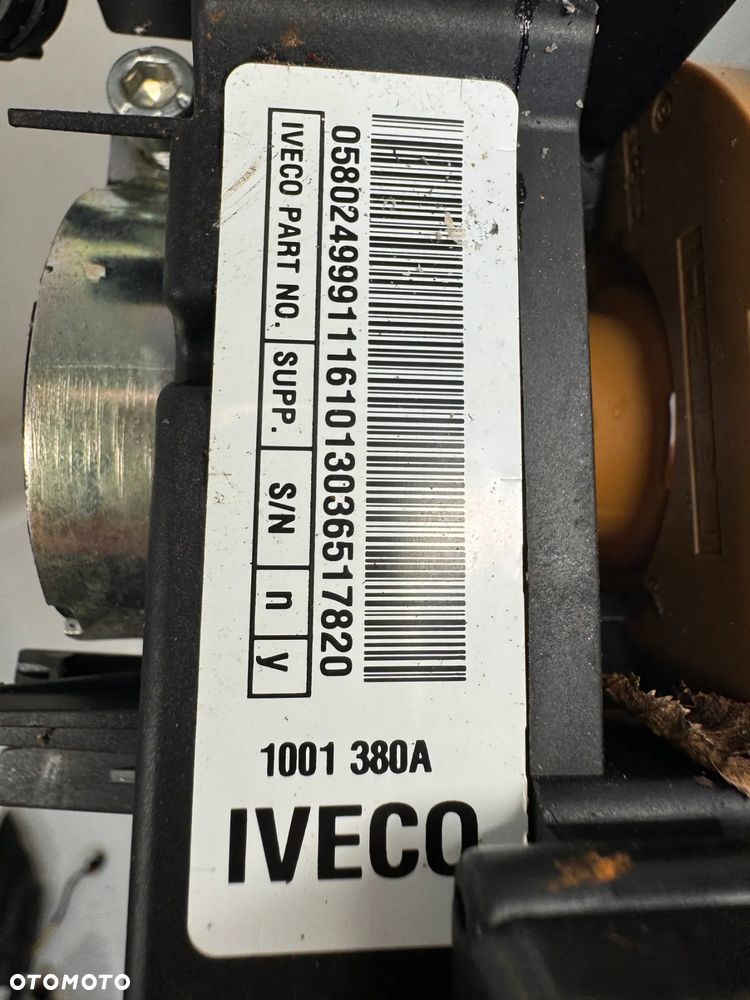 05802499911161013036517820
IVECO PART NO. SUPP. S/N n y
1001 380A
IVECO
OTOMOTO